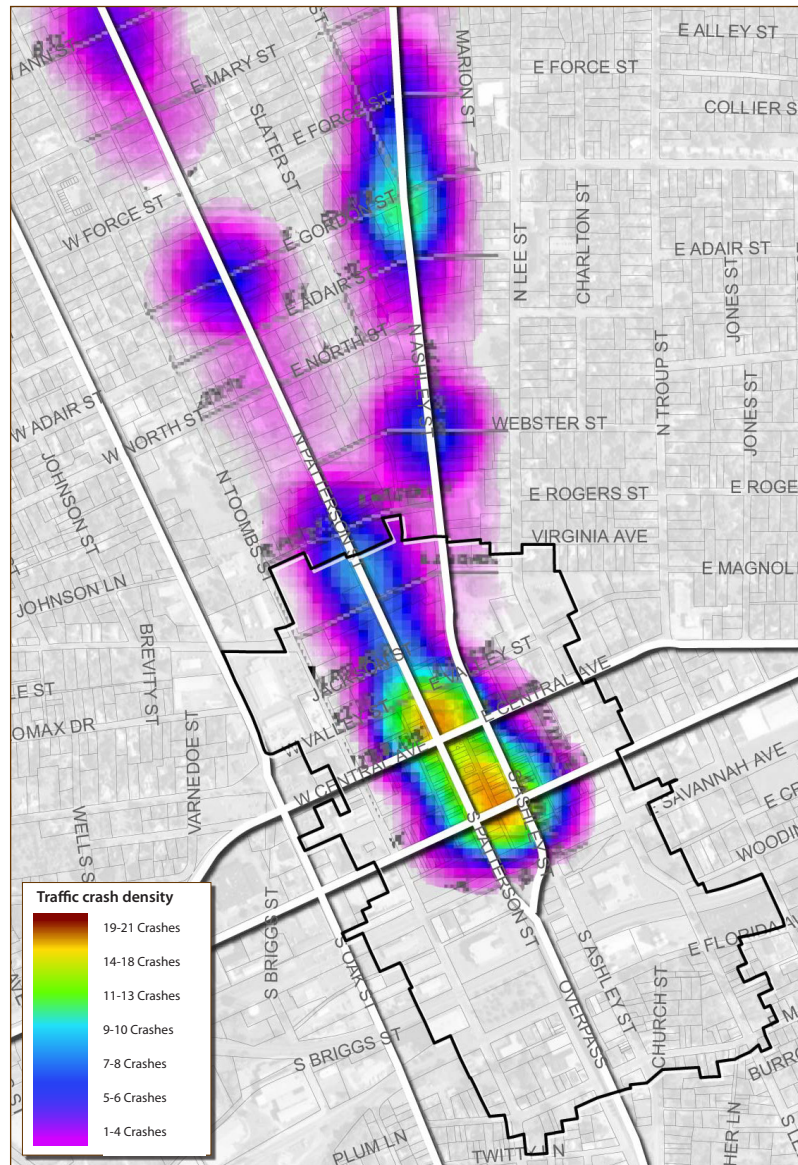 E ALLEY ST
MARION ST
W ANN ST
E MARY ST
E FORCE ST
COLLIER S
SLATER ST
E FORCE ST
W FORCE ST
E GORDON ST
N LEE ST
CHARLTON ST
E ADAIR ST
JONES ST
E ADAIR ST
E NORTH ST
N ASHLEY ST
N TROUP ST
JONES ST
W ADAIR ST
W NORTH ST
WEBSTER ST
JOHNSON ST
N TOOMBS ST
N PATTERSON ST
E ROGERS ST
E ROGE
VIRGINIA AVE
E MAGNOL
JOHNSON LN
BREVITY ST
JACKSON ST
E VALLEY ST
LE ST
OMAX DR
VARNEDOE ST
W VALLEY ST
E CENTRAL AVE
W CENTRAL AVE
SAVANNAH AVE
E CR
WELLS S
S ASHLEY ST
S PATTERSON ST
WOODIN
Traffic crash density
19-21 Crashes
14-18 Crashes
11-13 Crashes
9-10 Crashes
7-8 Crashes
5-6 Crashes
1-4 Crashes
S BRIGGS ST
S OAK ST
S ASHLEY ST
E FLORIDA AV
OVERPASS
CHURCH ST
E M
S BRIGGS ST
BURRO
PLUM LN
TWITTY LN
HER LN
S L